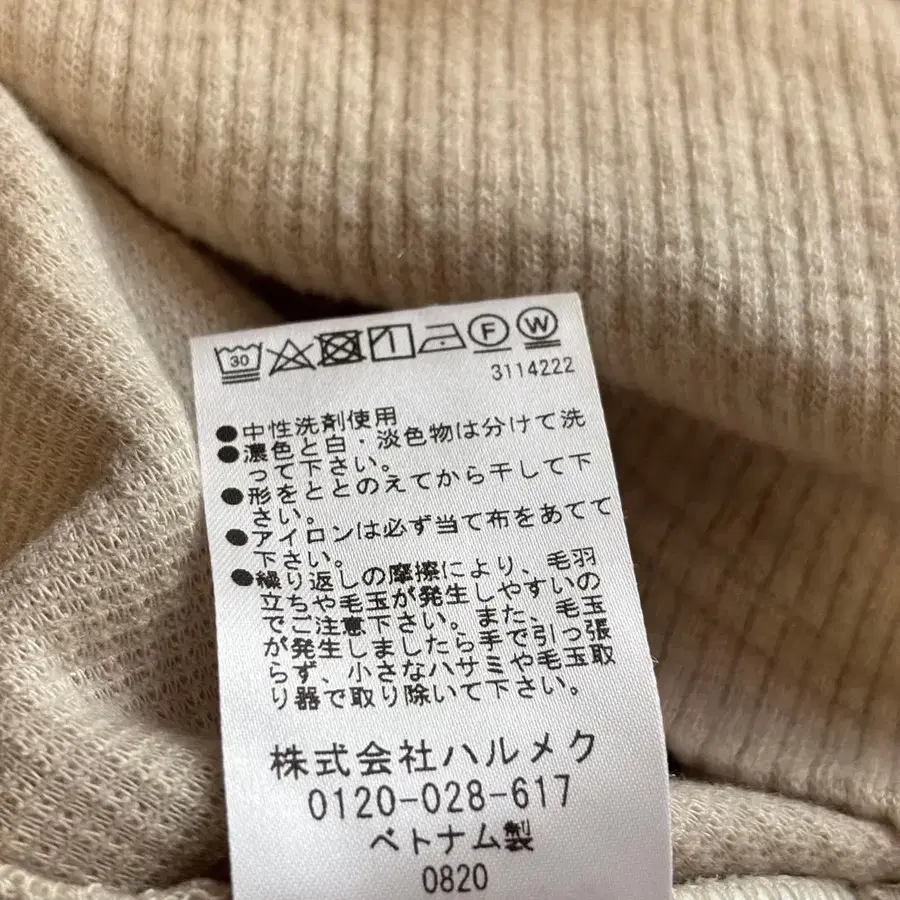 30 F W
3114222
●中性洗剤使用
●濃色と白・淡色物は分けて洗
って下さい。
●形をととのえてから干して下
さい。
●アイロンは必ず当て布をあてて
下さい。
●繰り返しの摩擦により、毛羽
立ちや毛玉が発生しやすいの
でご注意下さい。また、毛玉
が発生しましたら手で引っ張
らず、小さなハサミや毛玉取
り器で取り除いて下さい。
株式会社ハルメク
0120-028-617
ベトナム製
0820